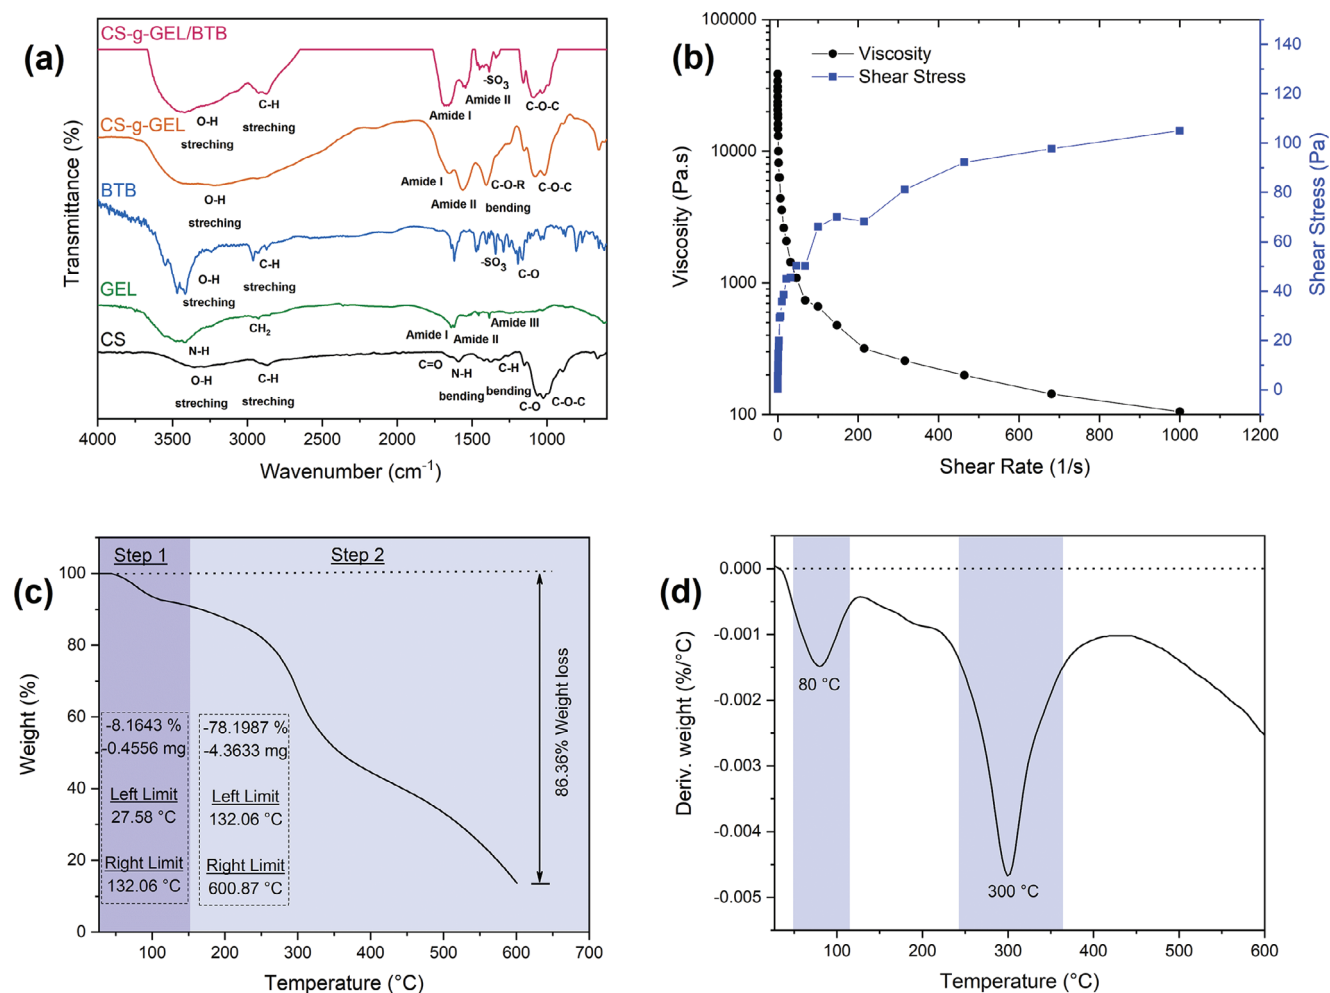 (a)
CS-g-GEL/BTB
-SO3
Amide II
C-H
streching
O-H
streching
Amide I
C-O-C
CS-g-GEL
O-H
streching
Amide I
Amide II
C-O-R
bending
C-O-C
BTB
O-H
streching
C-H
streching
-SO3
C-O
GEL
N-H
CH2
Amide I
Amide II
Amide III
CS
O-H
streching
C-H
streching
C=O
N-H
bending
C-H
bending
C-O
C-O-C
Transmittance (%)
4000 3500 3000 2500 2000 1500 1000
Wavenumber (cm-1)
(b)
Viscosity
Shear Stress
100000
10000
1000
100
Viscosity (Pa.s)
140
120
100
80
60
40
20
0
Shear Stress (Pa)
0 200 400 600 800 1000 1200
Shear Rate (1/s)
(c)
Step 1
Step 2
100
80
60
40
20
0
Weight (%)
-8.1643 %
-0.4556 mg
Left Limit
27.58 °C
Right Limit
132.06 °C
-78.1987 %
-4.3633 mg
Left Limit
132.06 °C
Right Limit
600.87 °C
86.36% Weight loss
100 200 300 400 500 600 700
Temperature (°C)
(d)
0.000
-0.001
-0.002
-0.003
-0.004
-0.005
Deriv. weight (%/°C)
80 °C
300 °C
100 200 300 400 500 600
Temperature (°C)